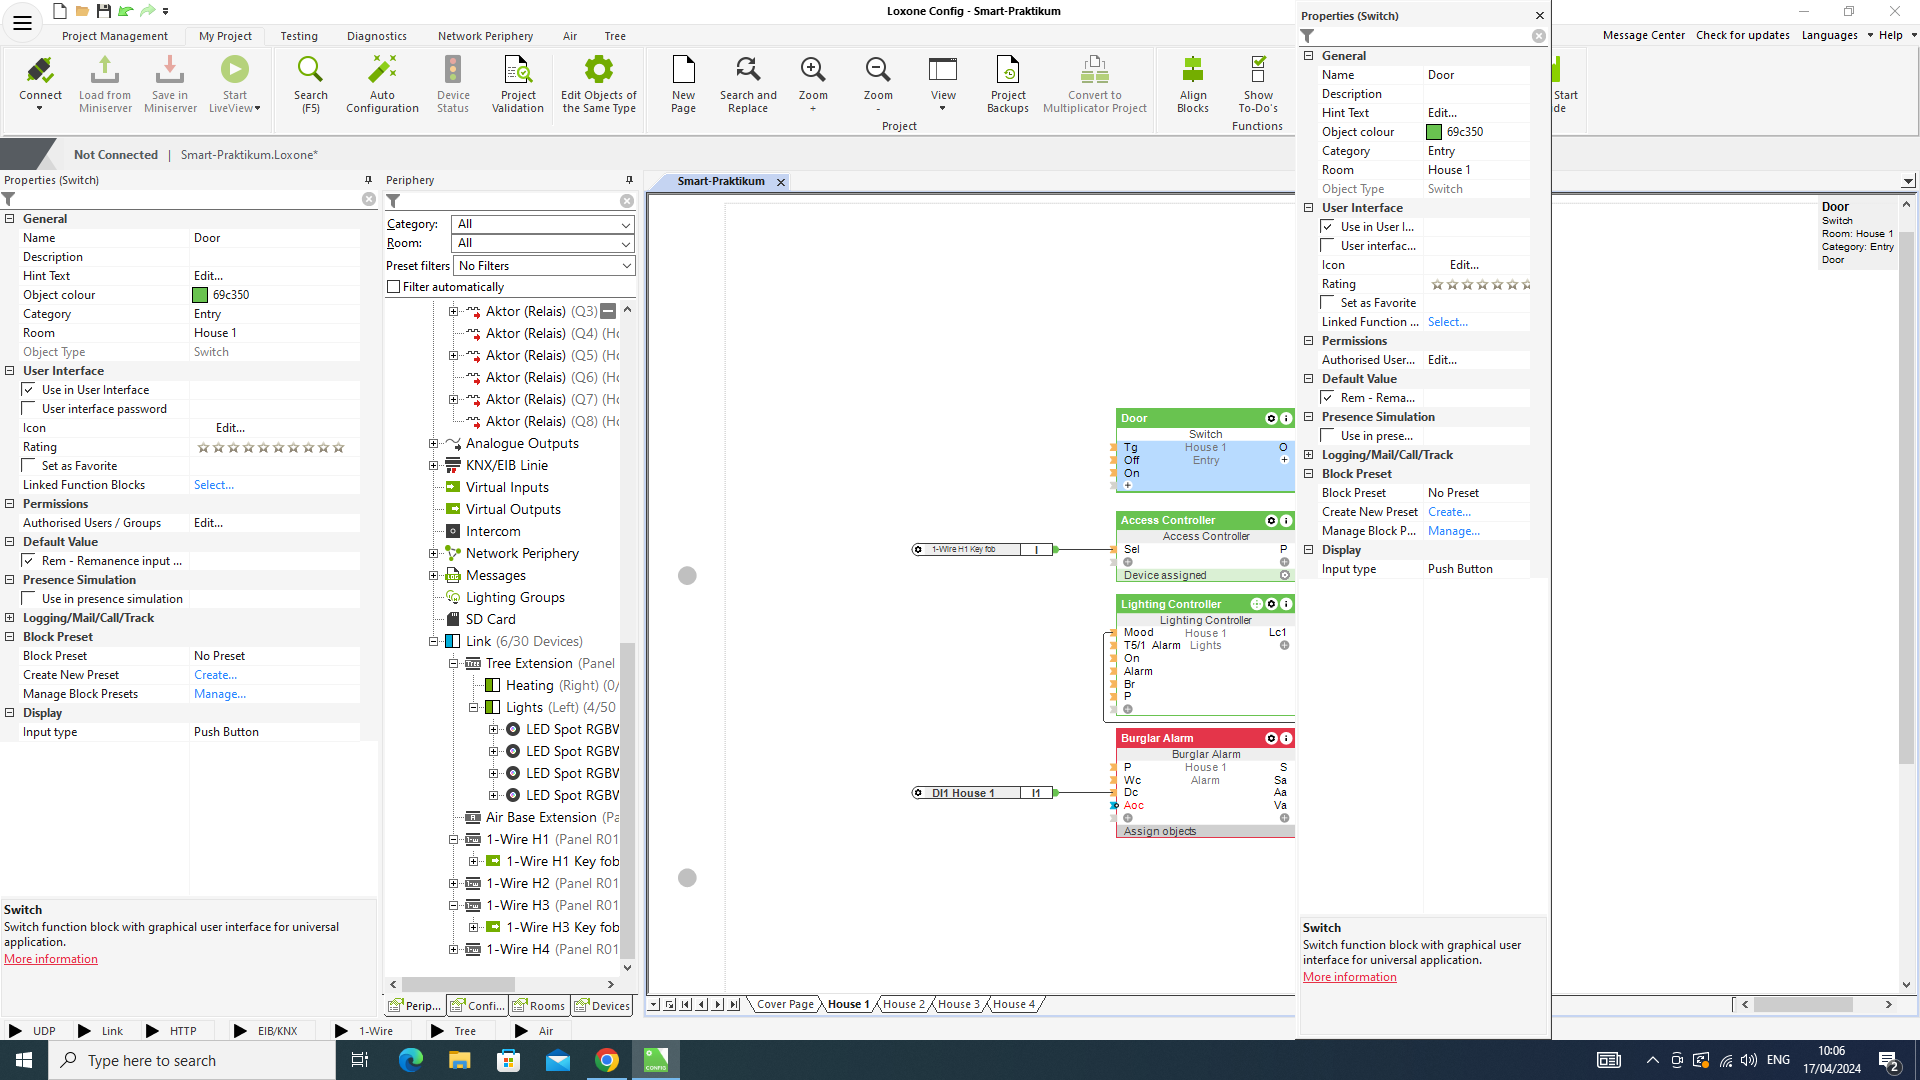 Loxone Config - Smart-Praktikum
Project Management
My Project
Testing
Diagnostics
Network Periphery
Air
Tree
Message Center
Check for updates
Languages
Help
Connect
Load from Miniserver
Save in Miniserver
Start LiveView
Search (F5)
Auto Configuration
Device Status
Project Validation
Edit Objects of the Same Type
New Page
Search and Replace
Zoom +
Zoom -
View
Project Backups
Convert to Multiplicator Project
Align Blocks
Show To-Do's
Start
de
Project
Functions
Not Connected | Smart-Praktikum.Loxone*
Properties (Switch)
General
Name Door
Description
Hint Text Edit...
Object colour 69c350
Category Entry
Room House 1
Object Type Switch
User Interface
Use in User Interface
User interface password
Icon Edit...
Rating
Set as Favorite
Linked Function Blocks Select...
Permissions
Authorised Users / Groups Edit...
Default Value
Rem - Remanence input ...
Presence Simulation
Use in presence simulation
Logging/Mail/Call/Track
Block Preset
Block Preset No Preset
Create New Preset Create...
Manage Block Presets Manage...
Display
Input type Push Button
Switch
Switch function block with graphical user interface for universal
application.
More information
Periphery
Category: All
Room: All
Preset filters No Filters
Filter automatically
Aktor (Relais) (Q3)
Aktor (Relais) (Q4) (Ho
Aktor (Relais) (Q5) (Ho
Aktor (Relais) (Q6) (Ho
Aktor (Relais) (Q7) (Ho
Aktor (Relais) (Q8) (Ho
Analogue Outputs
KNX/EIB Linie
Virtual Inputs
Virtual Outputs
Intercom
Network Periphery
Messages
Lighting Groups
SD Card
Link (6/30 Devices)
Tree Extension (Panel
Heating (Right) (0/
Lights (Left) (4/50
LED Spot RGBW
LED Spot RGBW
LED Spot RGBW
LED Spot RGBW
Air Base Extension (Pa
1-Wire H1 (Panel R01
1-Wire H1 Key fob
1-Wire H2 (Panel R01
1-Wire H3 (Panel R01
1-Wire H3 Key fob
1-Wire H4 (Panel R01
Perip...
Confi...
Rooms
Devices
Smart-Praktikum
Door
Switch
Tg House 1 O
Off Entry
On
Access Controller
Access Controller
1-Wire H1 Key fob I
Sel P
Device assigned
Lighting Controller
Lighting Controller
Mood House 1 Lc1
T5/1 Alarm Lights
On
Alarm
Br
P
Burglar Alarm
Burglar Alarm
P House 1 S
Wc Alarm Sa
DI1 House 1 I1
Dc Aa
Aoc Va
Assign objects
Cover Page
House 1
House 2
House 3
House 4
Properties (Switch)
General
Name Door
Description
Hint Text Edit...
Object colour 69c350
Category Entry
Room House 1
Object Type Switch
User Interface
Use in User I...
User interfac...
Icon Edit...
Rating
Set as Favorite
Linked Function ... Select...
Permissions
Authorised User... Edit...
Default Value
Rem - Rema...
Presence Simulation
Use in prese...
Logging/Mail/Call/Track
Block Preset
Block Preset No Preset
Create New Preset Create...
Manage Block P... Manage...
Display
Input type Push Button
Switch
Switch function block with graphical user
interface for universal application.
More information
Door
Switch
Room: House 1
Category: Entry
Door
UDP
Link
HTTP
EIB/KNX
1-Wire
Tree
Air
Type here to search
CONFIG
ENG
10:06
17/04/2024
2